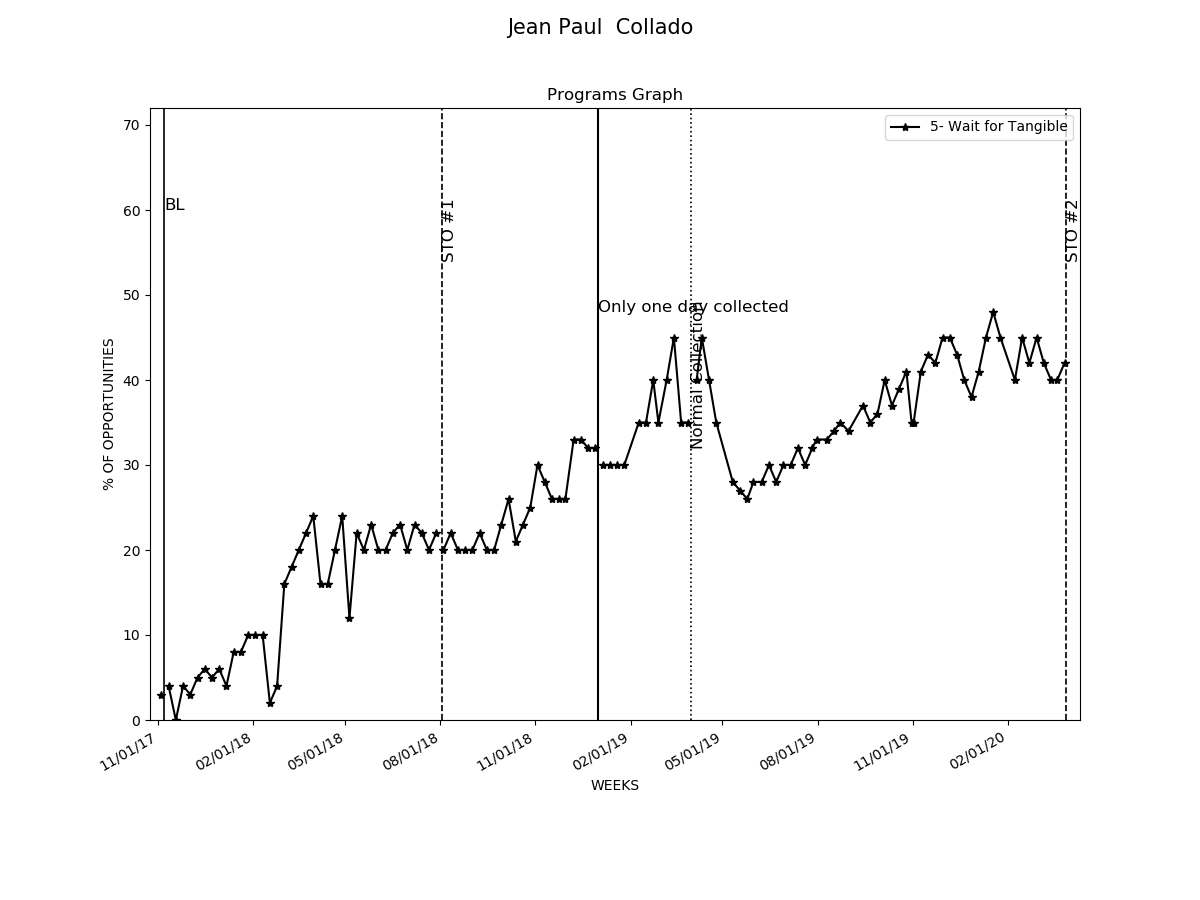 Jean Paul  Collado
Programs Graph
5- Wait for Tangible
70
60
50
40
30
20
10
0
% OF OPPORTUNITIES
BL
STO #1
Only one day collected
Normal Collection
STO #2
11/01/17
02/01/18
05/01/18
08/01/18
11/01/18
02/01/19
05/01/19
08/01/19
11/01/19
02/01/20
WEEKS